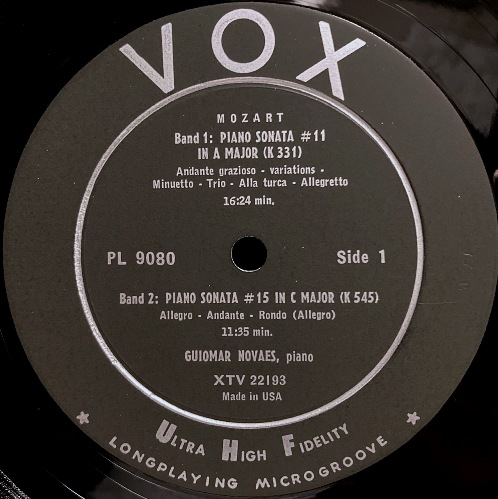 VOX
MOZART
Band 1: PIANO SONATA #11
IN A MAJOR (K 331)
Andante grazioso - variations -
Minuetto - Trio - Alla turca - Allegretto
16:24 min.
PL 9080
Side 1
Band 2: PIANO SONATA #15 IN C MAJOR (K 545)
Allegro - Andante - Rondo (Allegro)
11:35 min.
GUIOMAR NOVAES, piano
XTV 22193
Made in USA
ULTRA HIGH FIDELITY
★ LONGPLAYING MICROGROOVE ★